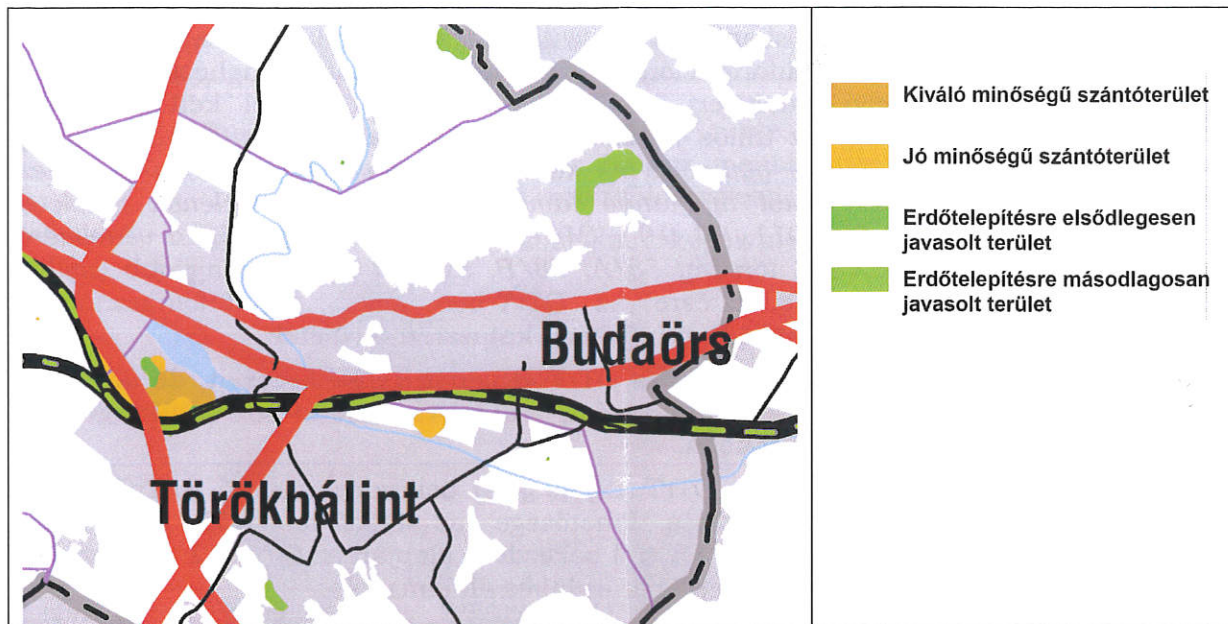 Budaörs
Törökbálint
Kiváló minőségű szántóterület
Jó minőségű szántóterület
Erdőtelepítésre elsődlegesen
javasolt terület
Erdőtelepítésre másodlagosan
javasolt terület